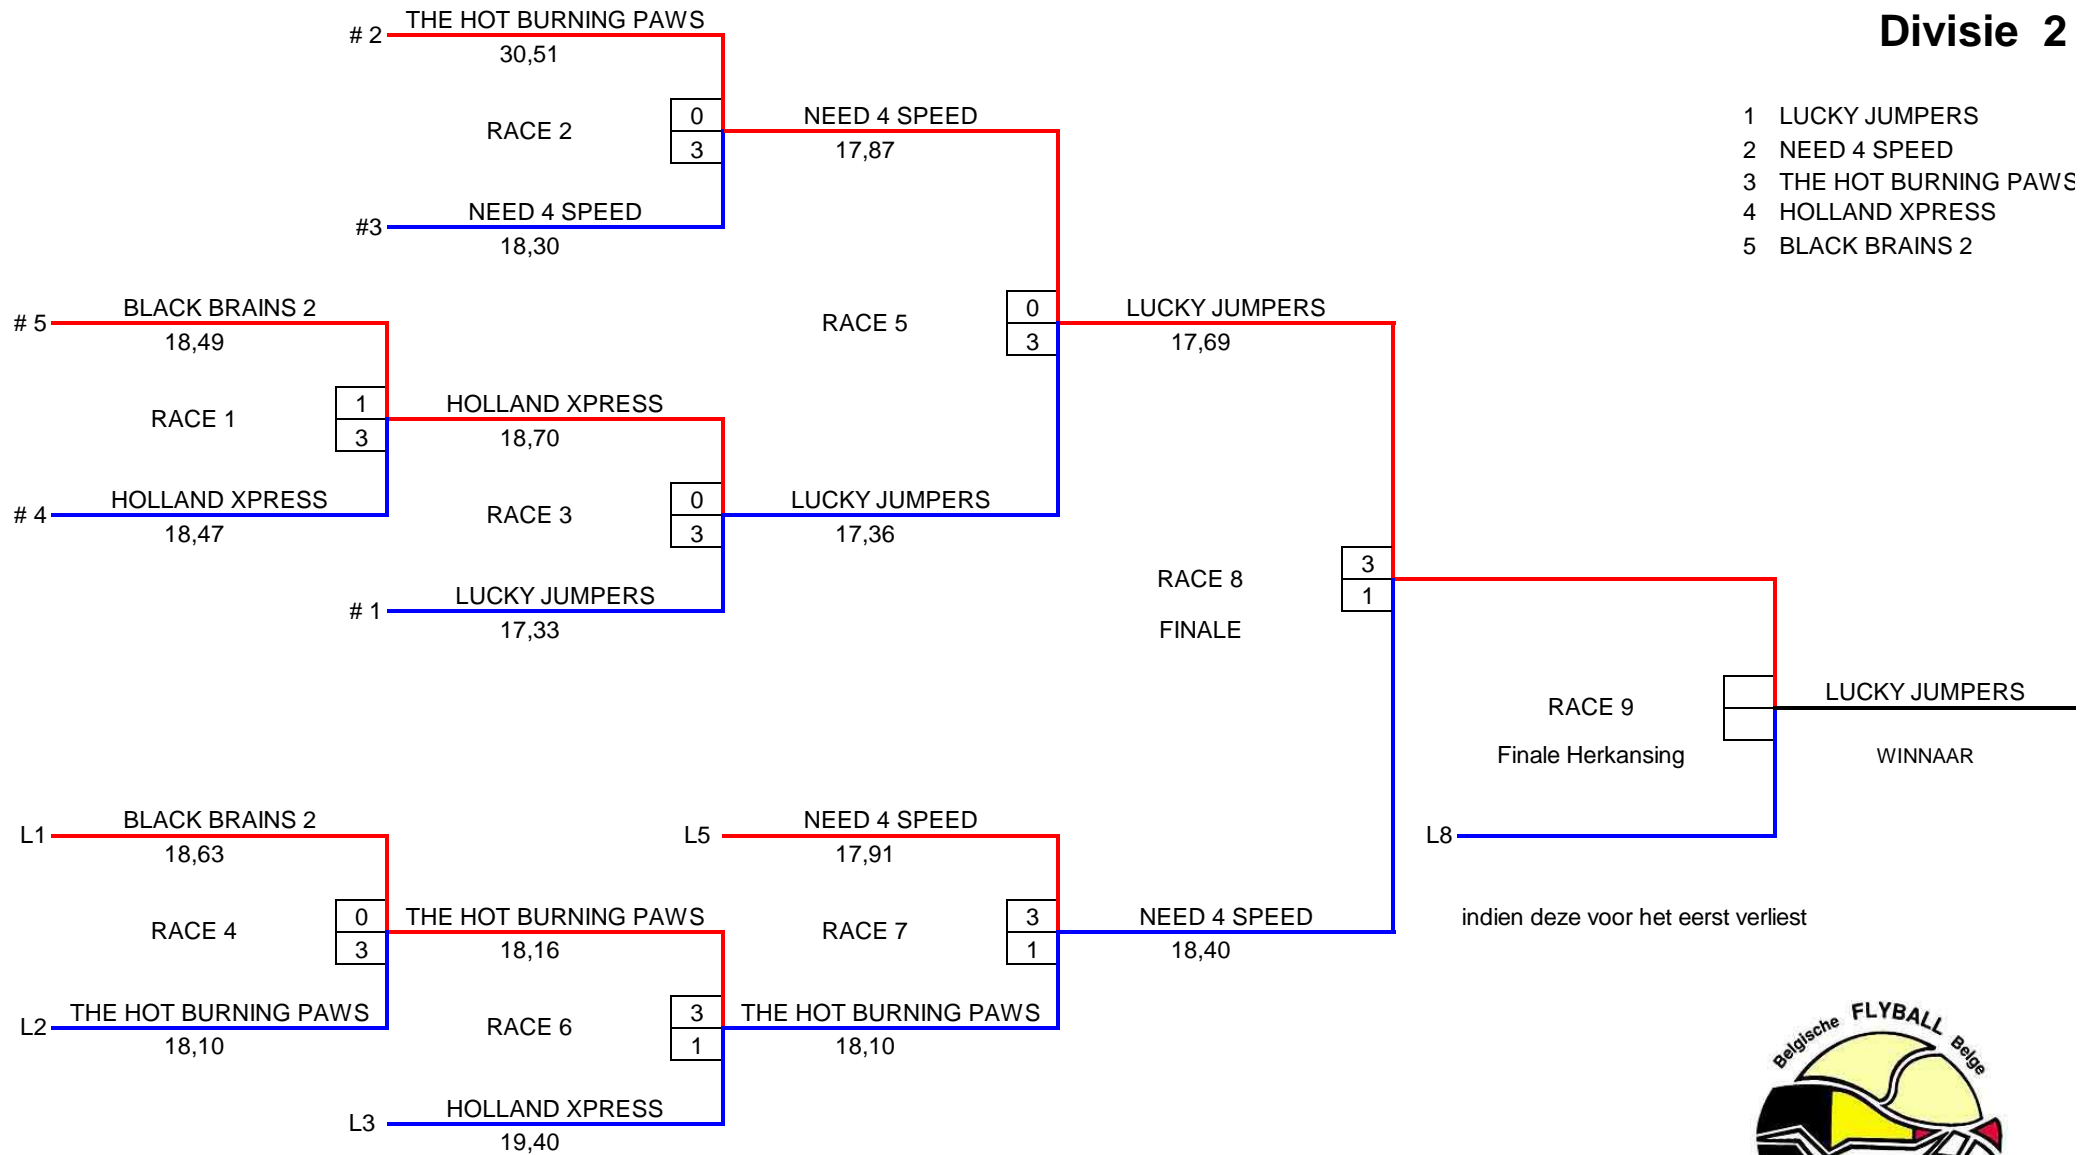 Divisie 2
1 LUCKY JUMPERS
2 NEED 4 SPEED
3 THE HOT BURNING PAWS
4 HOLLAND XPRESS
5 BLACK BRAINS 2
# 2
THE HOT BURNING PAWS
30,51
RACE 2
0
3
#3
NEED 4 SPEED
18,30
# 5
BLACK BRAINS 2
18,49
RACE 1
1
3
# 4
HOLLAND XPRESS
18,47
HOLLAND XPRESS
18,70
RACE 3
0
3
# 1
LUCKY JUMPERS
17,33
NEED 4 SPEED
17,87
RACE 5
0
3
LUCKY JUMPERS
17,36
LUCKY JUMPERS
17,69
RACE 8
FINALE
3
1
L1
BLACK BRAINS 2
18,63
RACE 4
0
3
L2
THE HOT BURNING PAWS
18,10
THE HOT BURNING PAWS
18,16
RACE 6
3
1
L3
HOLLAND XPRESS
19,40
L5
NEED 4 SPEED
17,91
RACE 7
3
1
THE HOT BURNING PAWS
18,10
NEED 4 SPEED
18,40
RACE 9
Finale Herkansing
LUCKY JUMPERS
WINNAAR
L8
indien deze voor het eerst verliest
Belgische FLYBALL Belge